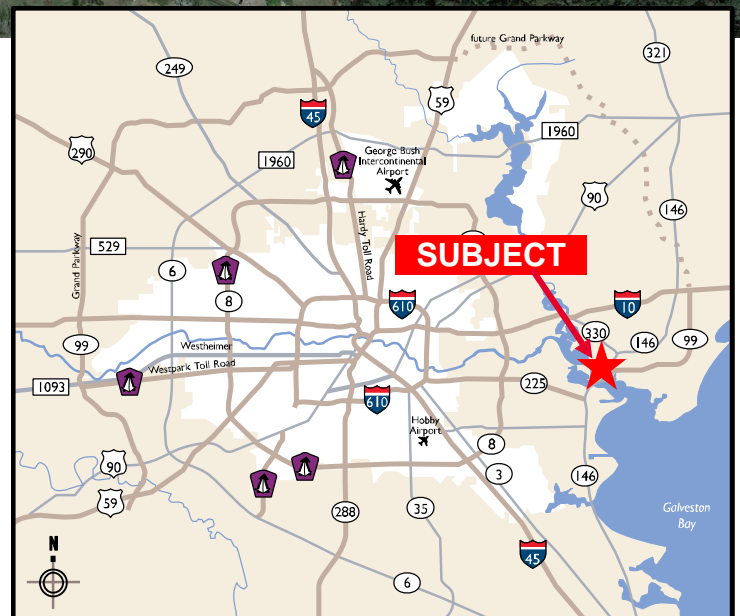 future Grand Parkway
321
249
59
45
1960
290
1960
George Bush
Intercontinental
Airport
90
146
Hardy Toll Road
529
Grand Parkway
6
SUBJECT
8
610
10
330
146
99
99
Westheimer
Westpark Toll Road
1093
225
610
Hobby
Airport
8
90
3
146
59
288
35
Galveston
Bay
N
45
6